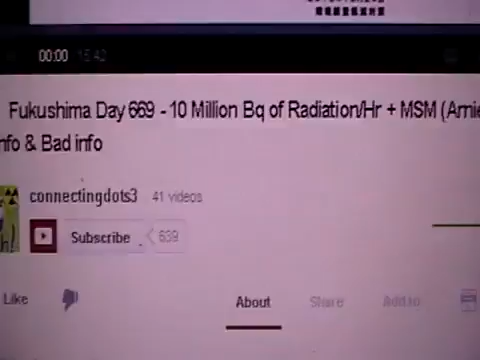 00:00 15:42
Fukushima Day 669 - 10 Million Bq of Radiation/Hr + MSM (Arnie
nfo & Bad info
connectingdots3 41 videos
h!
Subscribe 639
Like
About Share Add to